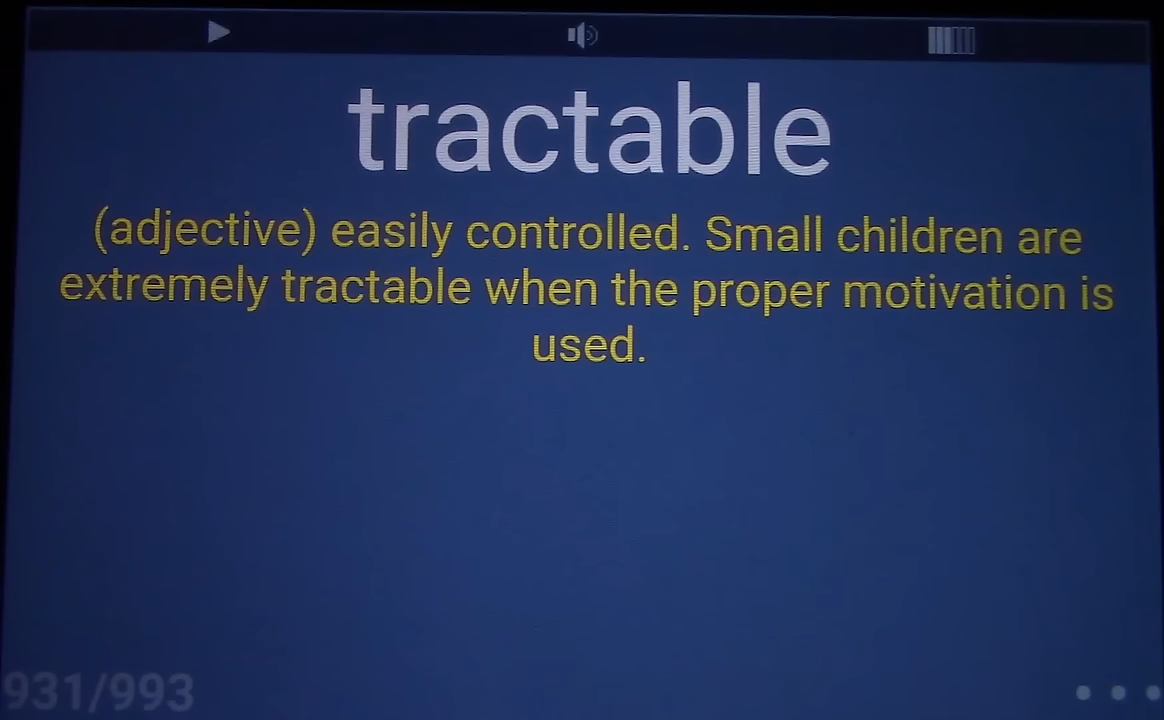 tractable
(adjective) easily controlled. Small children are
extremely tractable when the proper motivation is
used.
931/993